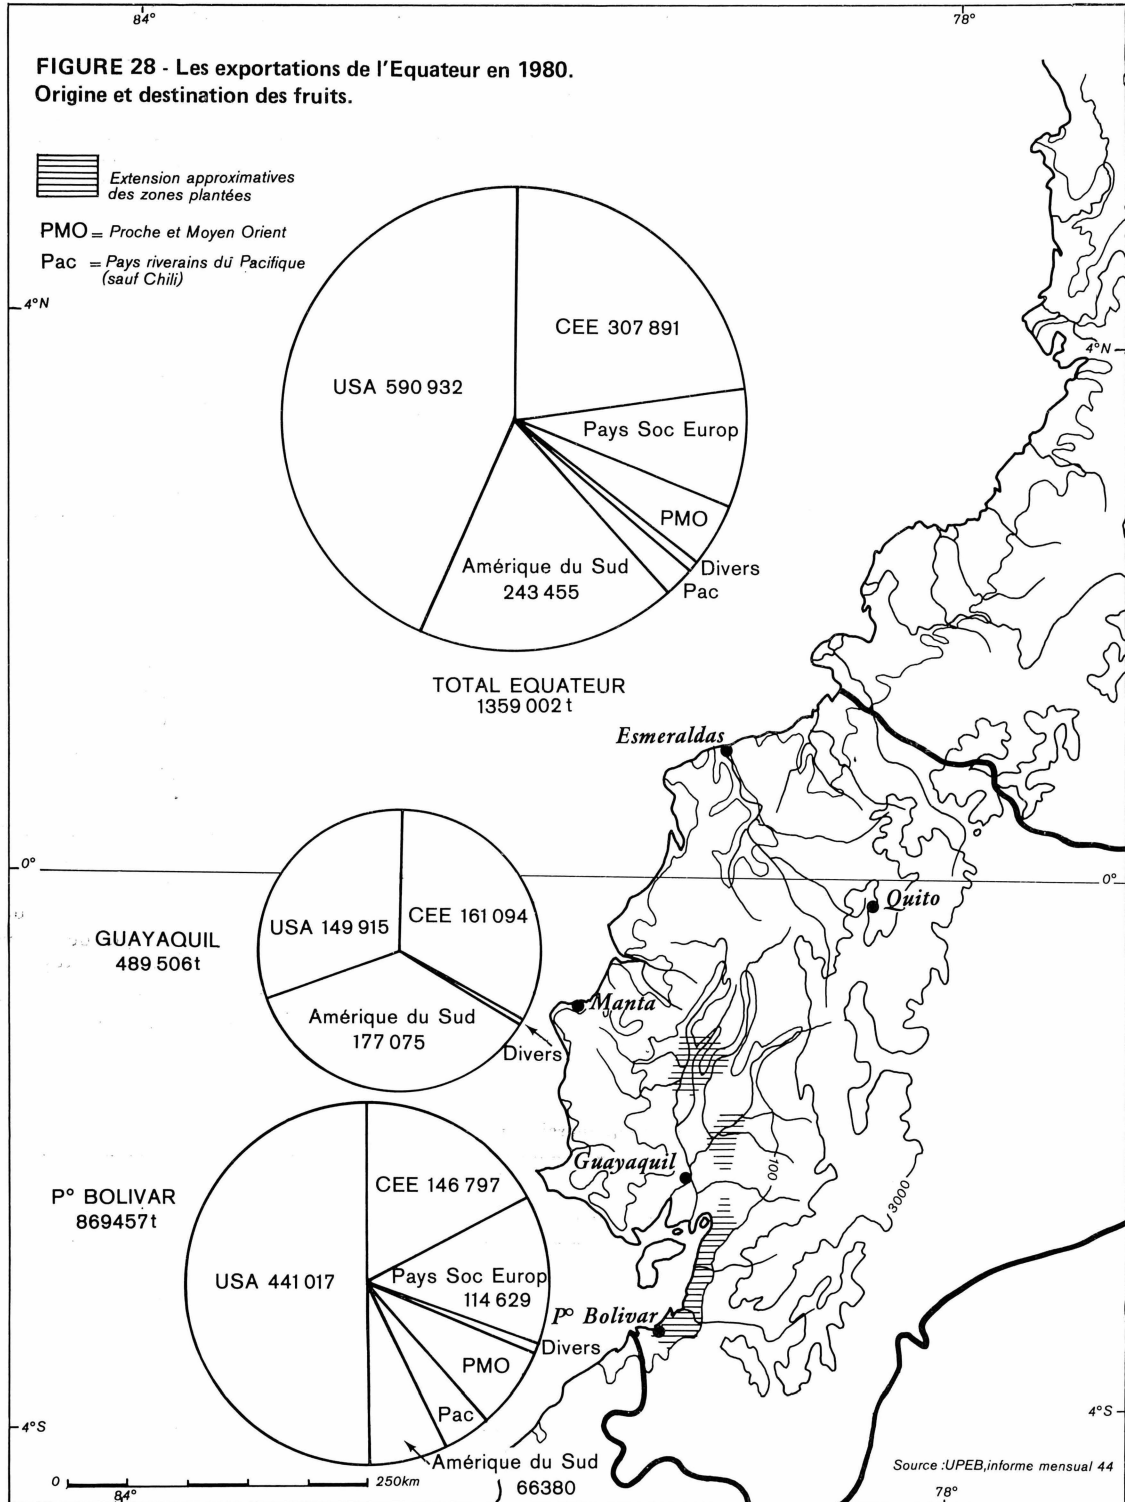 84°
78°
FIGURE 28 - Les exportations de l'Equateur en 1980.
Origine et destination des fruits.
Extension approximatives
des zones plantées
PMO = Proche et Moyen Orient
Pac = Pays riverains du Pacifique
(sauf Chili)
4°N
4°N
CEE 307 891
USA 590 932
Pays Soc Europ
PMO
Divers
Pac
Amérique du Sud
243 455
TOTAL EQUATEUR
1359 002 t
Esmeraldas
0°
0°
Quito
GUAYAQUIL
489 506t
USA 149 915
CEE 161 094
Amérique du Sud
177 075
Divers
Manta
Guayaquil
100
3000
P° BOLIVAR
869457t
CEE 146 797
USA 441 017
Pays Soc Europ
114 629
Divers
PMO
Pac
Amérique du Sud
66380
P° Bolivar
4°S
4°S
0
250km
84°
78°
Source :UPEB,informe mensual 44